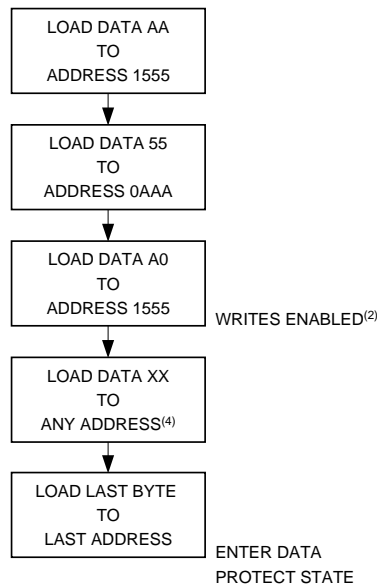 LOAD DATA AA
TO
ADDRESS 1555
LOAD DATA 55
TO
ADDRESS 0AAA
LOAD DATA A0
TO
ADDRESS 1555
WRITES ENABLED(2)
LOAD DATA XX
TO
ANY ADDRESS(4)
LOAD LAST BYTE
TO
LAST ADDRESS
ENTER DATA
PROTECT STATE